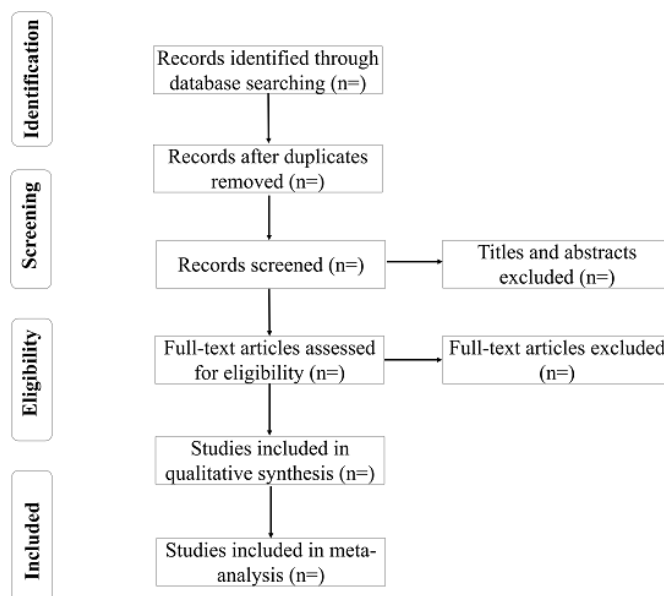 Identification
Records identified through
database searching (n=)
Records after duplicates
removed (n=)
Screening
Records screened (n=)
Titles and abstracts
excluded (n=)
Eligibility
Full-text articles assessed
for eligibility (n=)
Full-text articles excluded
(n=)
Studies included in
qualitative synthesis (n=)
Included
Studies included in meta-
analysis (n=)